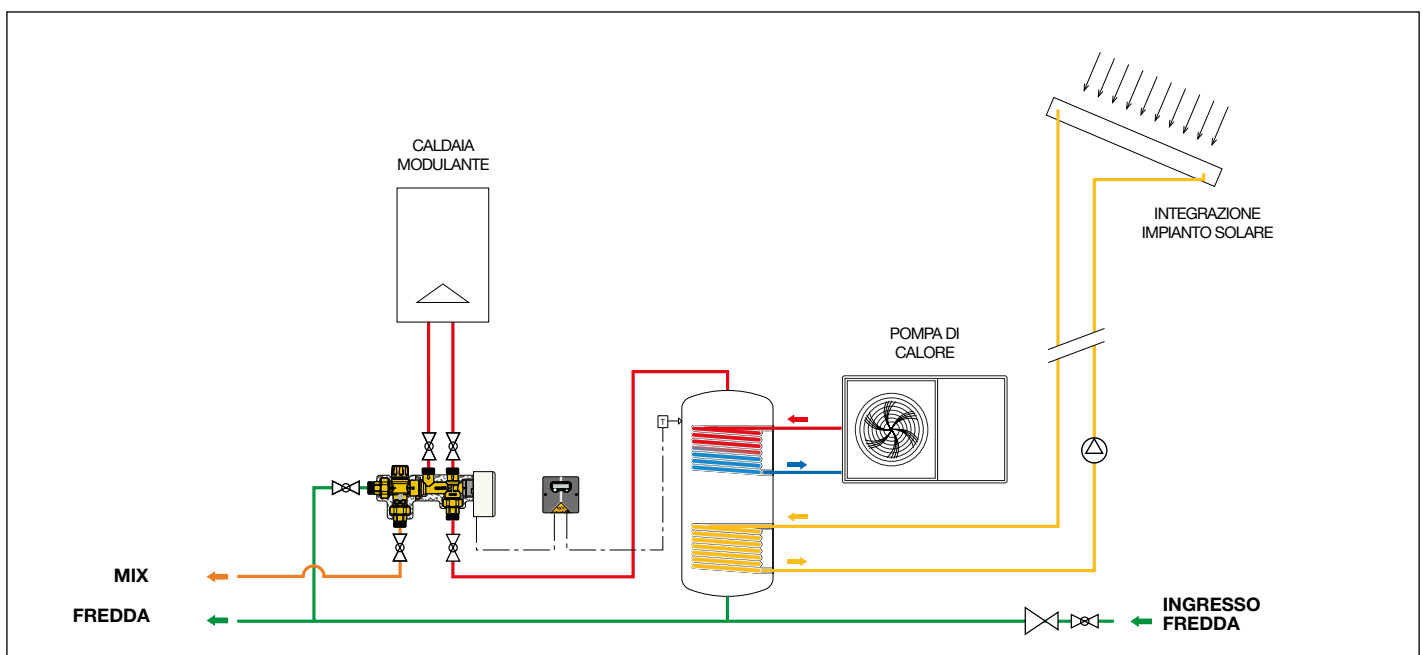 CALDAIA
MODULANTE
INTEGRAZIONE
IMPIANTO SOLARE
POMPA DI
CALORE
T
MIX
FREDDA
INGRESSO
FREDDA